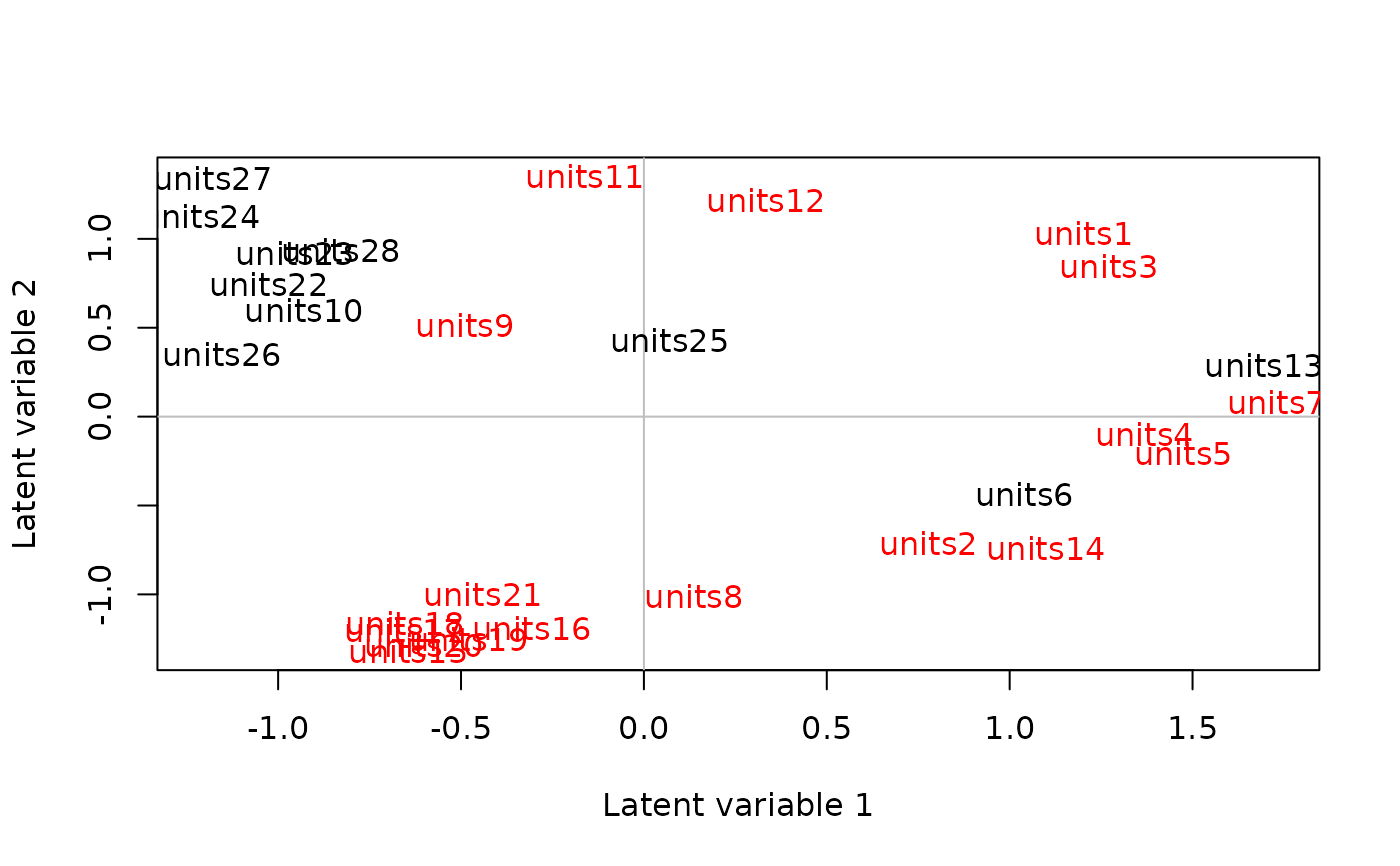 units27
units11
units12
nits24
units1
units23
units28
units3
units22
units10
units9
units25
units26
units13
units7
units4
units5
units6
units2
units14
units21
units8
units18
units16
units19
units20
units15
Latent variable 2
1.0
0.5
0.0
-1.0
-1.0
-0.5
0.0
0.5
1.0
1.5
Latent variable 1